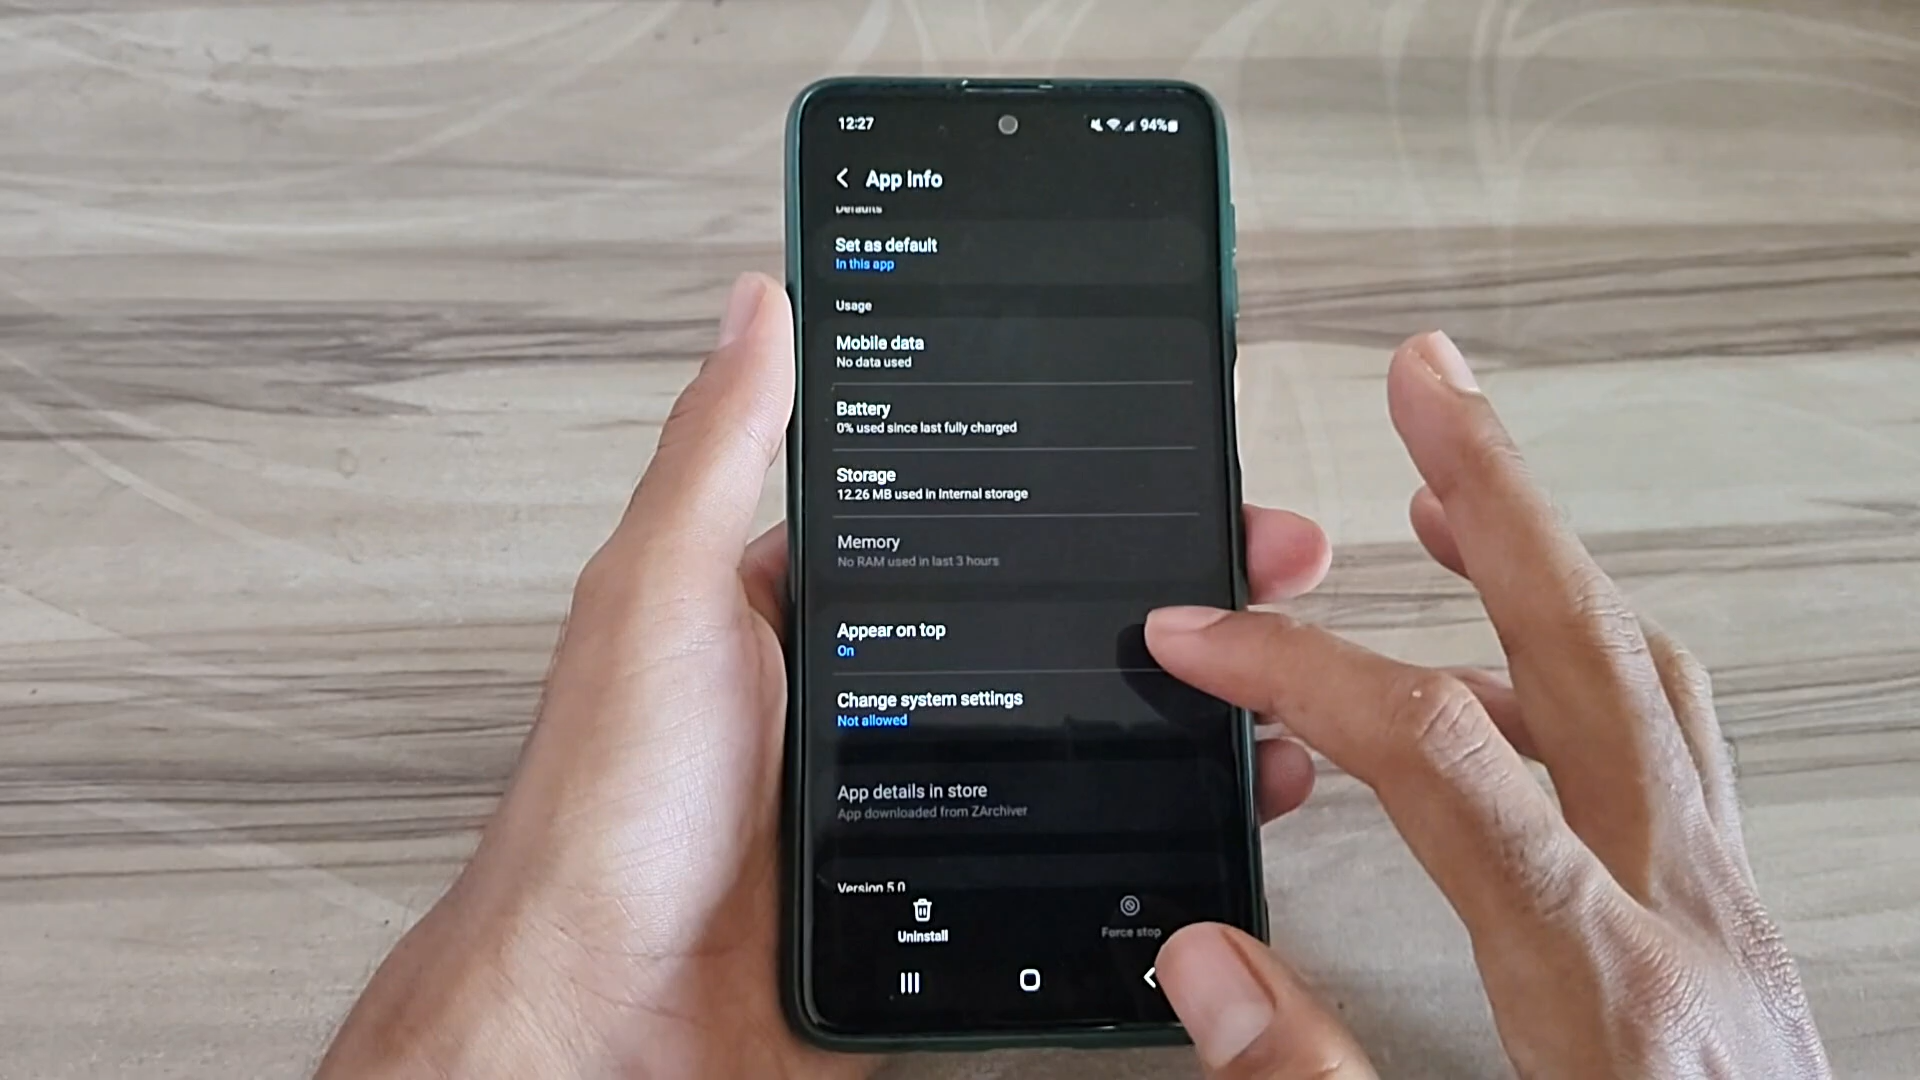 12:27
94%
App info
Defaults
Set as default
In this app
Usage
Mobile data
No data used
Battery
0% used since last fully charged
Storage
12.26 MB used in Internal storage
Memory
No RAM used in last 3 hours
Appear on top
On
Change system settings
Not allowed
App details in store
App downloaded from ZArchiver
Version 5.0
Uninstall
Force stop